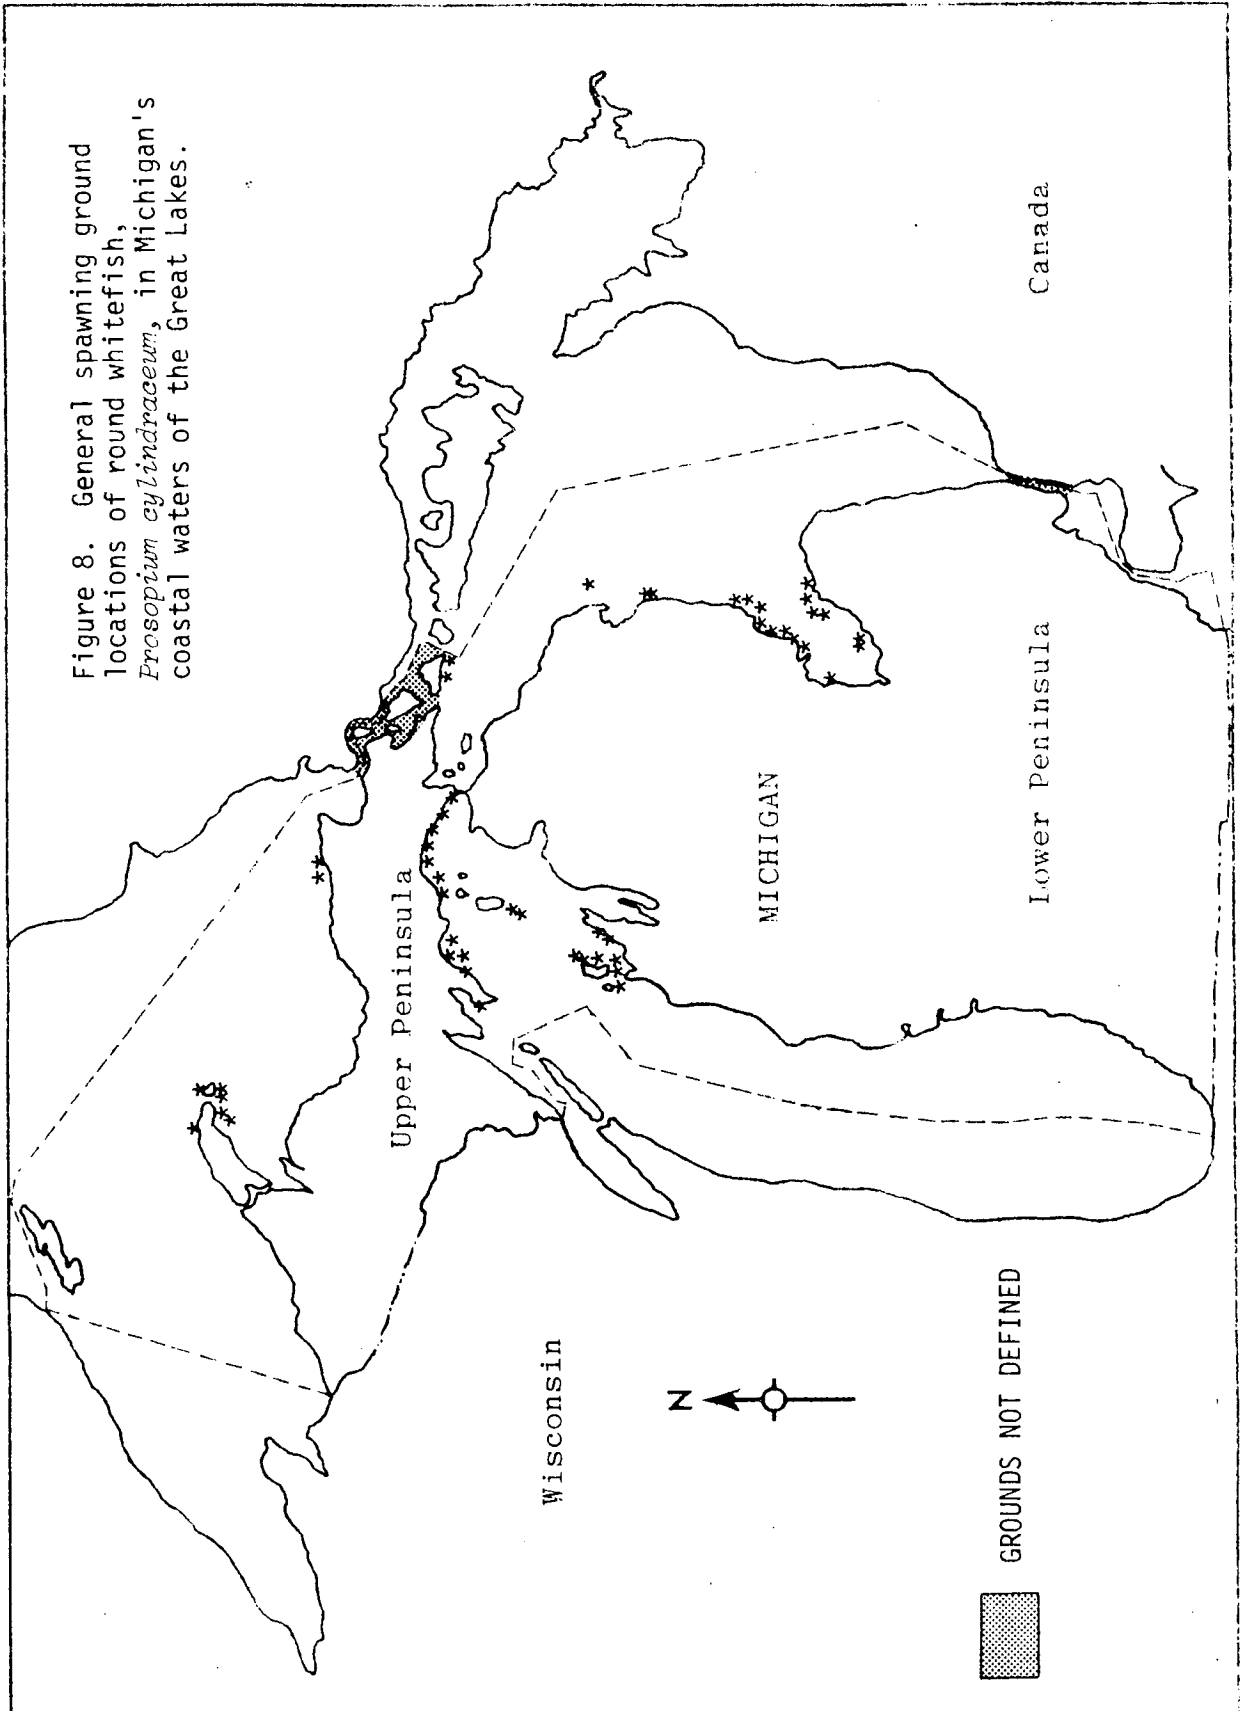 Figure 8. General spawning ground
locations of round whitefish,
Prosopium cylindraceum, in Michigan's
coastal waters of the Great Lakes.
Upper Peninsula
Wisconsin
N
MICHIGAN
Canada
Lower Peninsula
GROUNDS NOT DEFINED